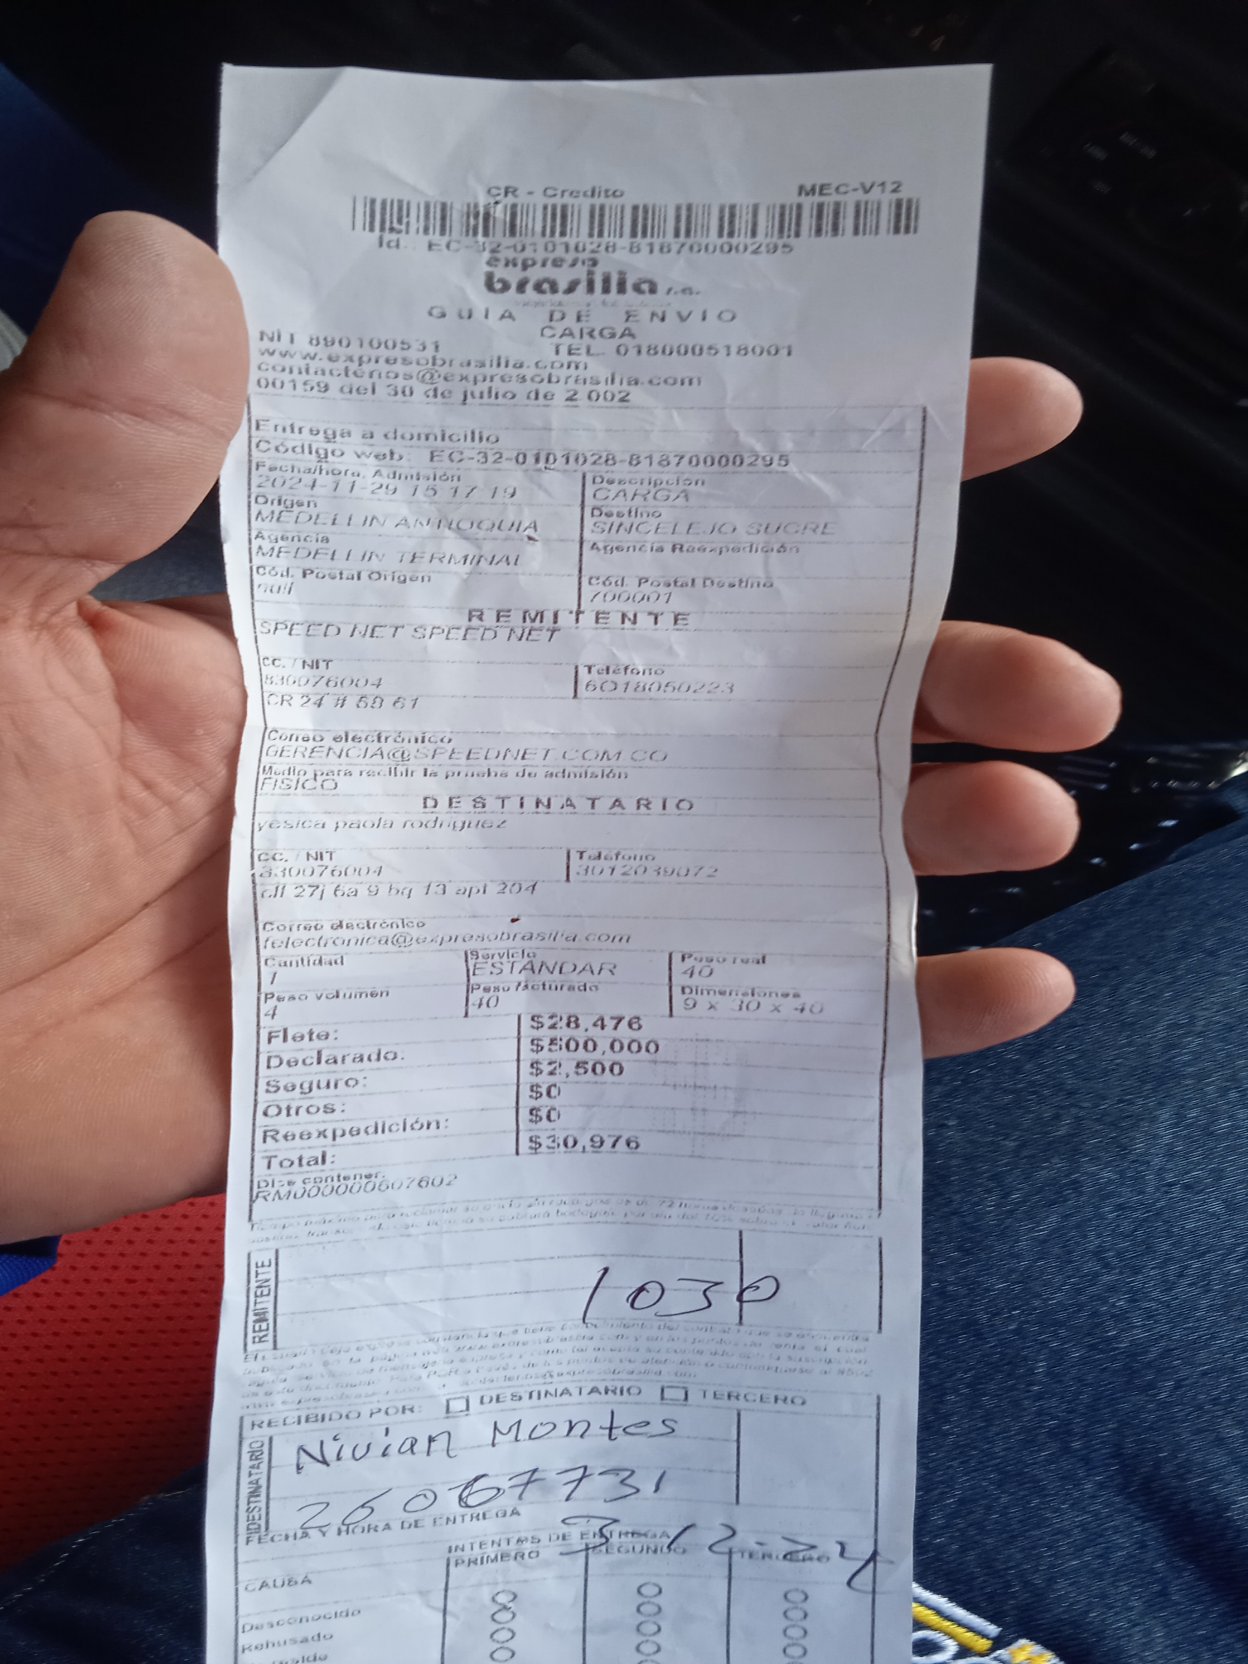 CR - Credito MEC-V12
Id.: EC-32-0101028-81870000295
expreso
brasilia s.a.
GUIA DE ENVIO
CARGA
NIT 890100531 TEL. 018000518001
www.expresobrasilia.com
contactenos@expresobrasilia.com
00159 del 30 de julio de 2.002
Entrega a domicilio
Código web: EC-32-0101028-81870000295
Fecha/hora. Admisión Descripción
2024-11-29 15:17:19 CARGA
Origen Destino
MEDELLIN ANTIOQUIA SINCELEJO SUCRE
Agencia Agencia Reexpedición
MEDELLIN TERMINAL
Cód. Postal Origen Cód. Postal Destino
null 700001
REMITENTE
SPEED NET SPEED NET
CC. / NIT Teléfono
830076004 6018050223
CR 24 # 69 61
Correo electrónico
GERENCIA@SPEEDNET.COM.CO
Medio para recibir la prueba de admisión
FISICO
DESTINATARIO
yesica paola rodriguez
CC. / NIT Teléfono
830076004 3012039072
cll 27j 6a 9 bq 13 apt 204
Correo electrónico
felectronica@expresobrasilia.com
Cantidad Servicio Peso real
1 ESTANDAR 40
Peso volumen Peso facturado Dimensiones
4 40 9 x 30 x 40
Flete: $28,476
Declarado: $500,000
Seguro: $2,500
Otros: $0
Reexpedición: $0
Total: $30,976
Dice contener:
RM000000607602
REMITENTE
1030
RECIBIDO POR: DESTINATARIO TERCERO
DESTINATARIO
Nivian Montes
26067731
FECHA Y HORA DE ENTREGA
3-12-24
INTENTOS DE ENTREGA
CAUSA PRIMERO SEGUNDO TERCERO
Desconocido
Rehusado